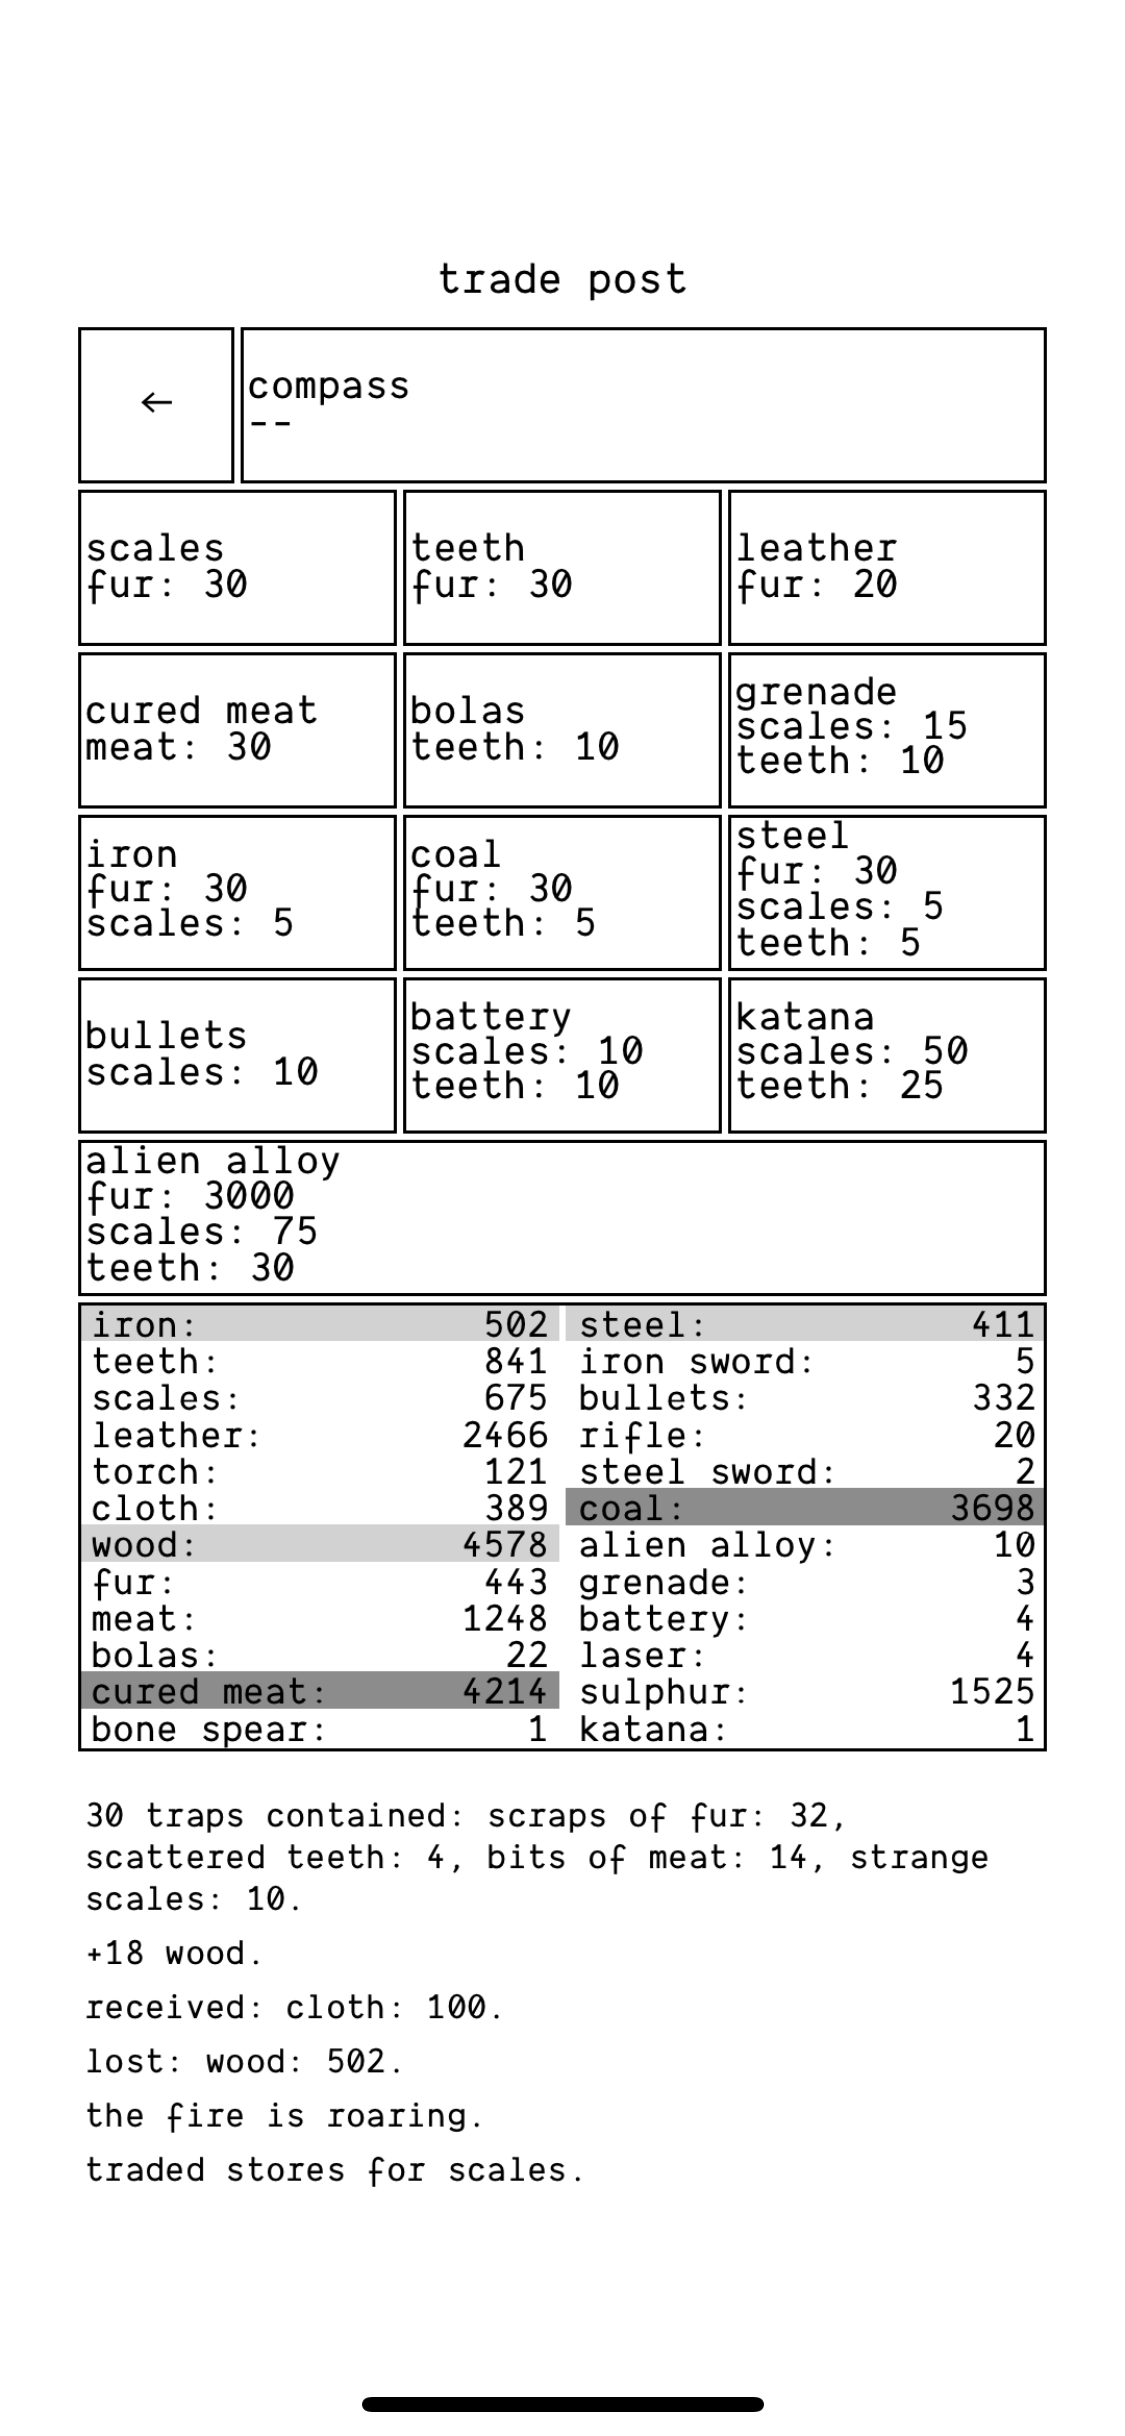 trade post
←
compass
--
scales
fur: 30
teeth
fur: 30
leather
fur: 20
cured meat
meat: 30
bolas
teeth: 10
grenade
scales: 15
teeth: 10
iron
fur: 30
scales: 5
coal
fur: 30
teeth: 5
steel
fur: 30
scales: 5
teeth: 5
bullets
scales: 10
battery
scales: 10
teeth: 10
katana
scales: 50
teeth: 25
alien alloy
fur: 3000
scales: 75
teeth: 30
iron: 502
teeth: 841
scales: 675
leather: 2466
torch: 121
cloth: 389
wood: 4578
fur: 443
meat: 1248
bolas: 22
cured meat: 4214
bone spear: 1
steel: 411
iron sword: 5
bullets: 332
rifle: 20
steel sword: 2
coal: 3698
alien alloy: 10
grenade: 3
battery: 4
laser: 4
sulphur: 1525
katana: 1
30 traps contained: scraps of fur: 32,
scattered teeth: 4, bits of meat: 14, strange
scales: 10.
+18 wood.
received: cloth: 100.
lost: wood: 502.
the fire is roaring.
traded stores for scales.